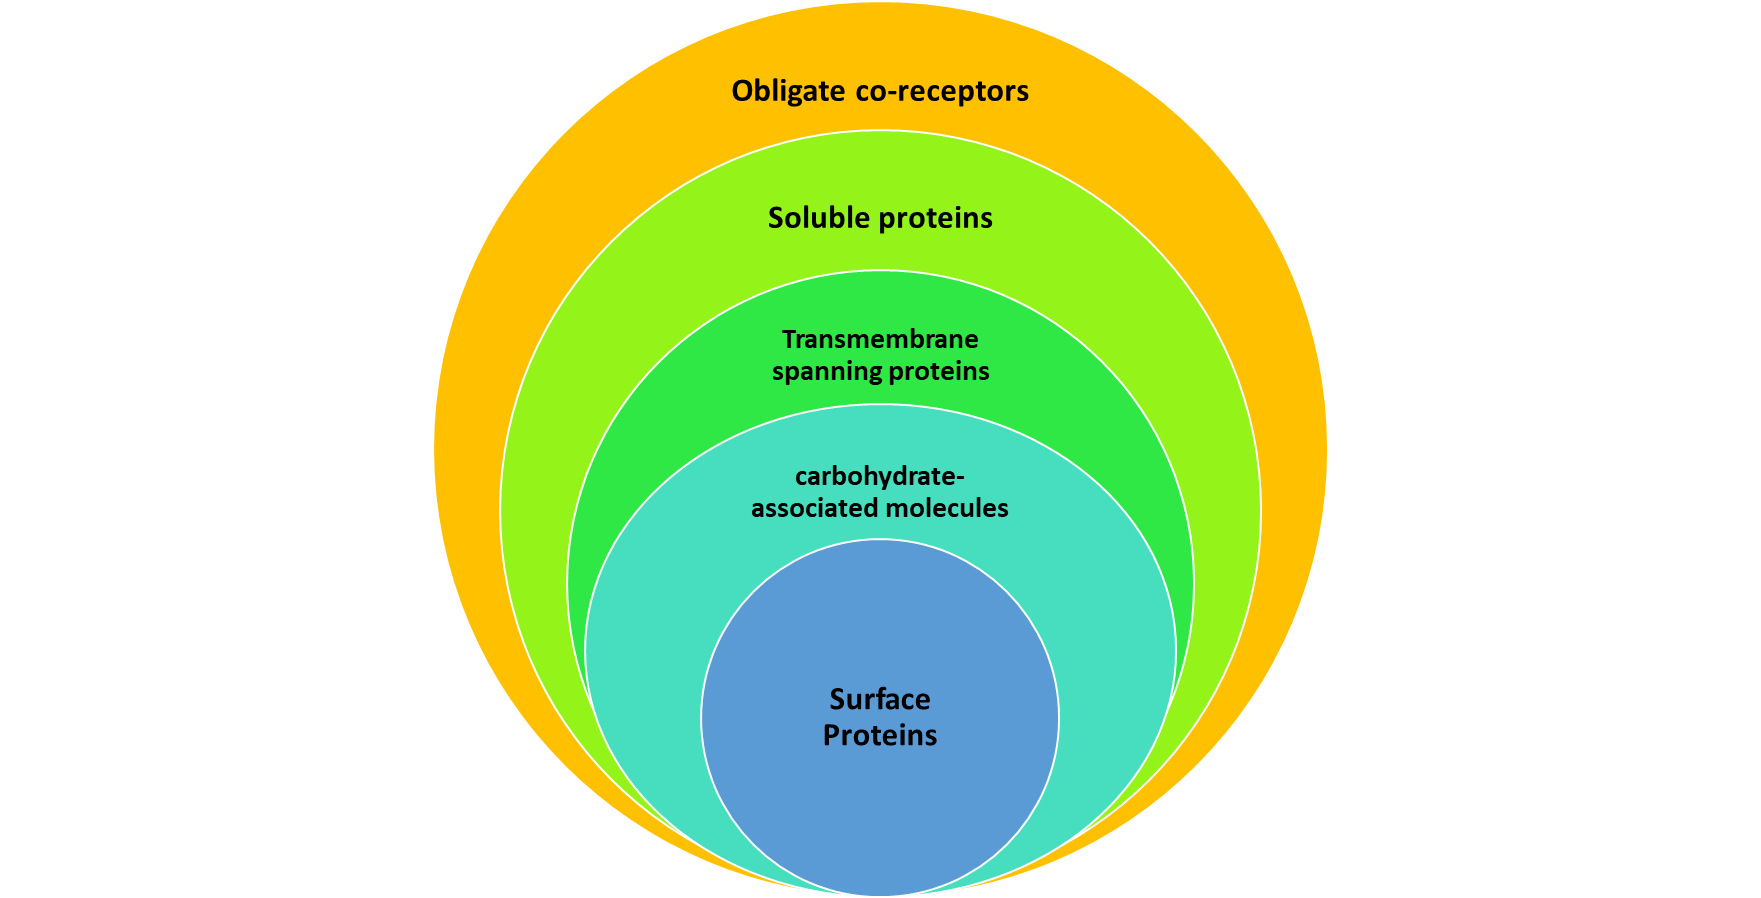 Obligate co-receptors
Soluble proteins
Transmembrane
spanning proteins
carbohydrate-
associated molecules
Surface
Proteins